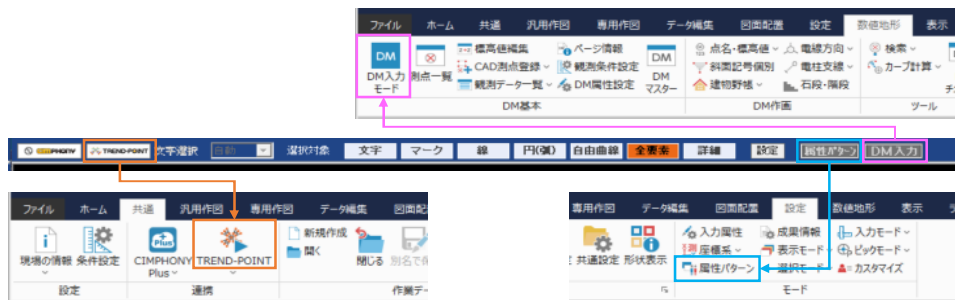 ファイル ホーム 共通 汎用作図 専用作図 データ編集 図面配置 設定 数値地形 表示
DM 標高値編集 ページ情報 DM 点名・標高値 電線方向 検索
CAD測点登録 観測条件設定 斜面記号個別 電柱支線 カーブ計算
DM入力モード 測点一覧 観測データ一覧 DM属性設定 DMマスター 建物野帳 石段・階段
DM基本 DM作画 ツール
TREND-POINT 文字選択 自動 選択対象 文字 マーク 線 円(弧) 自由曲線 全要素 詳細 設定 属性パターン DM入力
ファイル ホーム 共通 汎用作図 専用作図 データ編集 図面配
新規作成
開く
現場の情報 条件設定 CIMPHONY Plus TREND-POINT 閉じる 別名で保
設定 連携 作業デー
専用作図 データ編集 図面配置 設定 数値地形 表示
入力属性 成果情報 入力モード
共通設定 形状表示 座標系 表示モード ピックモード
属性パターン 選択モード カスタマイズ
モード